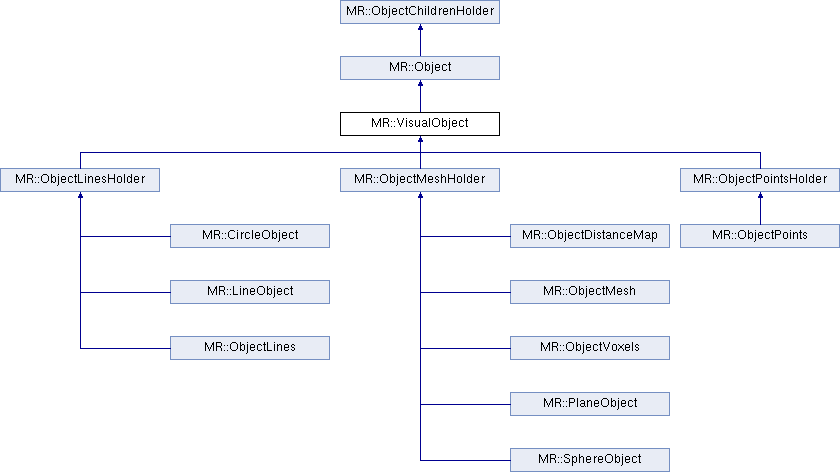 MR::ObjectChildrenHolder
MR::Object
MR::VisualObject
MR::ObjectLinesHolder
MR::ObjectMeshHolder
MR::ObjectPointsHolder
MR::CircleObject
MR::ObjectDistanceMap
MR::ObjectPoints
MR::LineObject
MR::ObjectMesh
MR::ObjectLines
MR::ObjectVoxels
MR::PlaneObject
MR::SphereObject